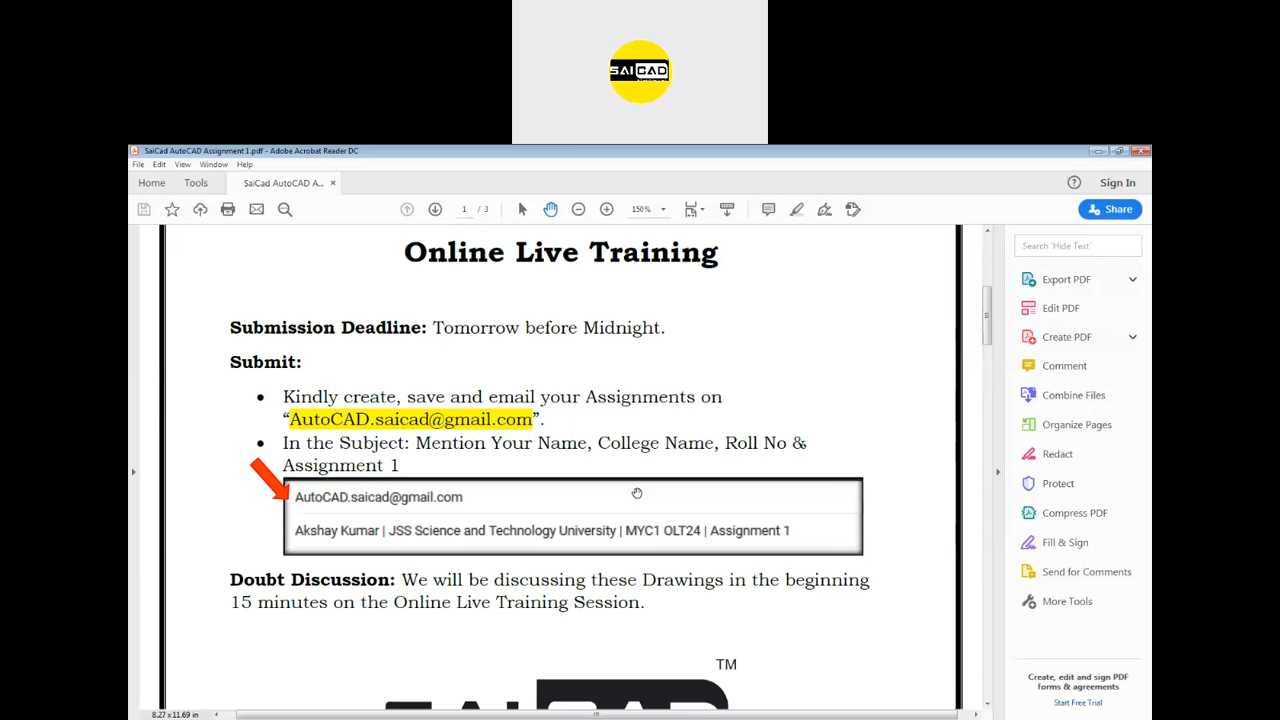 SAICAD
SaiCad AutoCAD Assignment 1.pdf - Adobe Acrobat Reader DC
File Edit View Window Help
Home Tools SaiCad AutoCAD A... × Sign In
1 / 3 150% Share
Online Live Training
Submission Deadline: Tomorrow before Midnight.
Submit:
• Kindly create, save and email your Assignments on
“AutoCAD.saicad@gmail.com”.
• In the Subject: Mention Your Name, College Name, Roll No &
Assignment 1
AutoCAD.saicad@gmail.com
Akshay Kumar | JSS Science and Technology University | MYC1 OLT24 | Assignment 1
Doubt Discussion: We will be discussing these Drawings in the beginning
15 minutes on the Online Live Training Session.
TM
SAICAD
8.27 x 11.69 in
Search 'Hide Text'
Export PDF
Edit PDF
Create PDF
Comment
Combine Files
Organize Pages
Redact
Protect
Compress PDF
Fill & Sign
Send for Comments
More Tools
Create, edit and sign PDF
forms & agreements
Start Free Trial